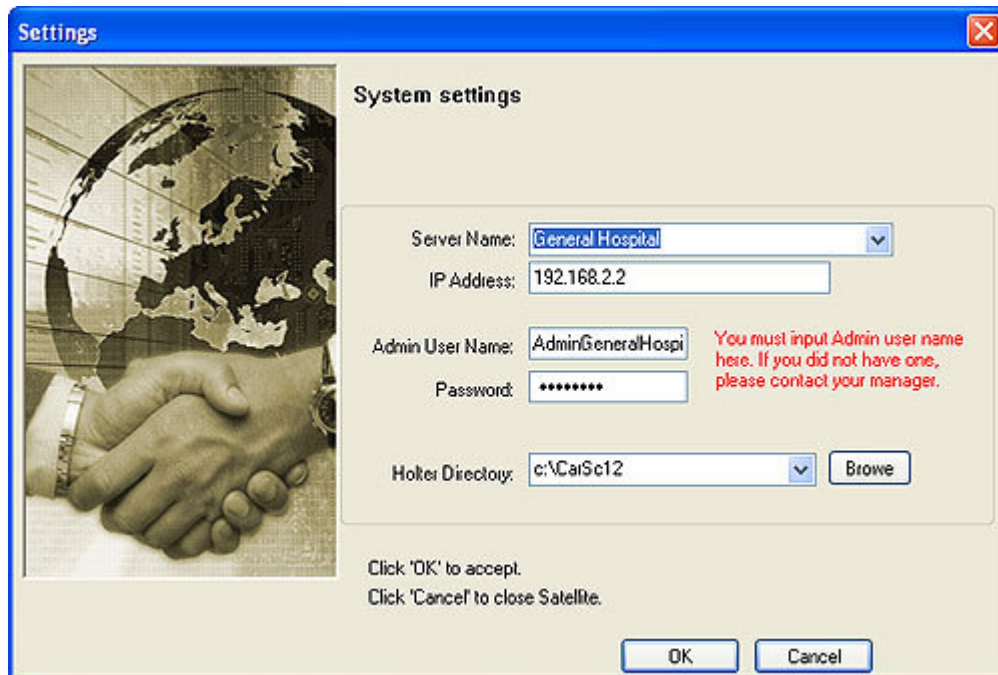 Settings
System settings
Server Name: General Hospital
IP Address: 192.168.2.2
Admin User Name: AdminGeneralHospi
You must input Admin user name
here. If you did not have one,
please contact your manager.
Password: ••••••••
Holter Directory: c:\CarSc12 Browe
Click 'OK' to accept.
Click 'Cancel' to close Satellite.
OK Cancel